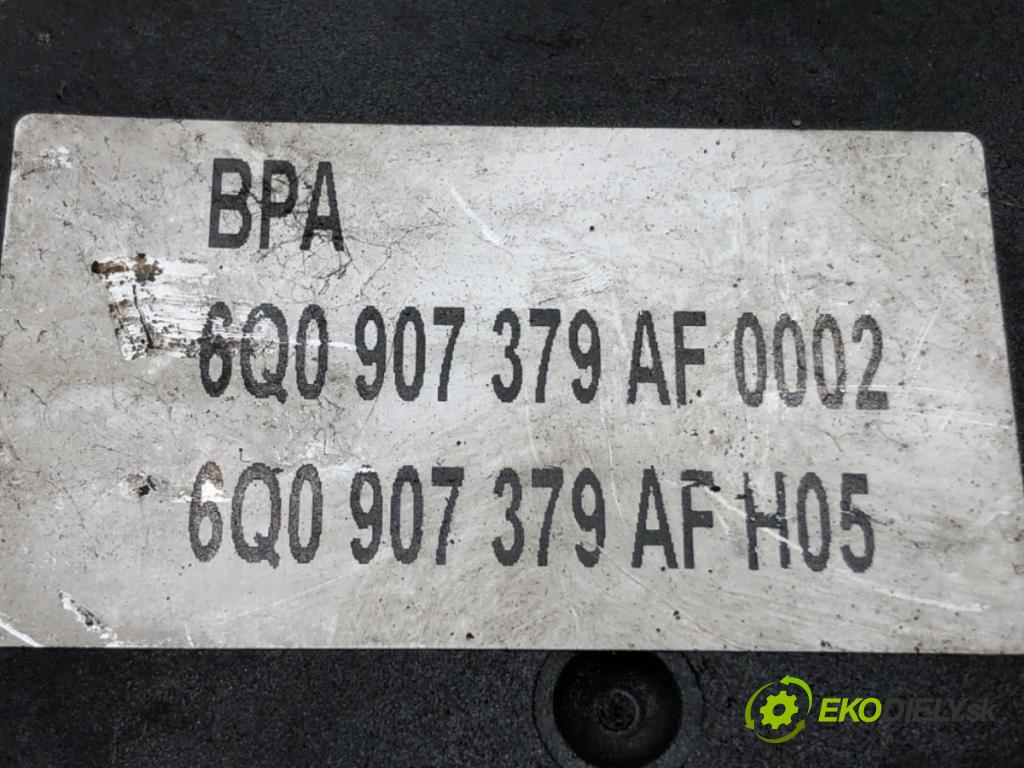 BPA
6Q0 907 379 AF 0002
6Q0 907 379 AF H05
EKODIELY.sk